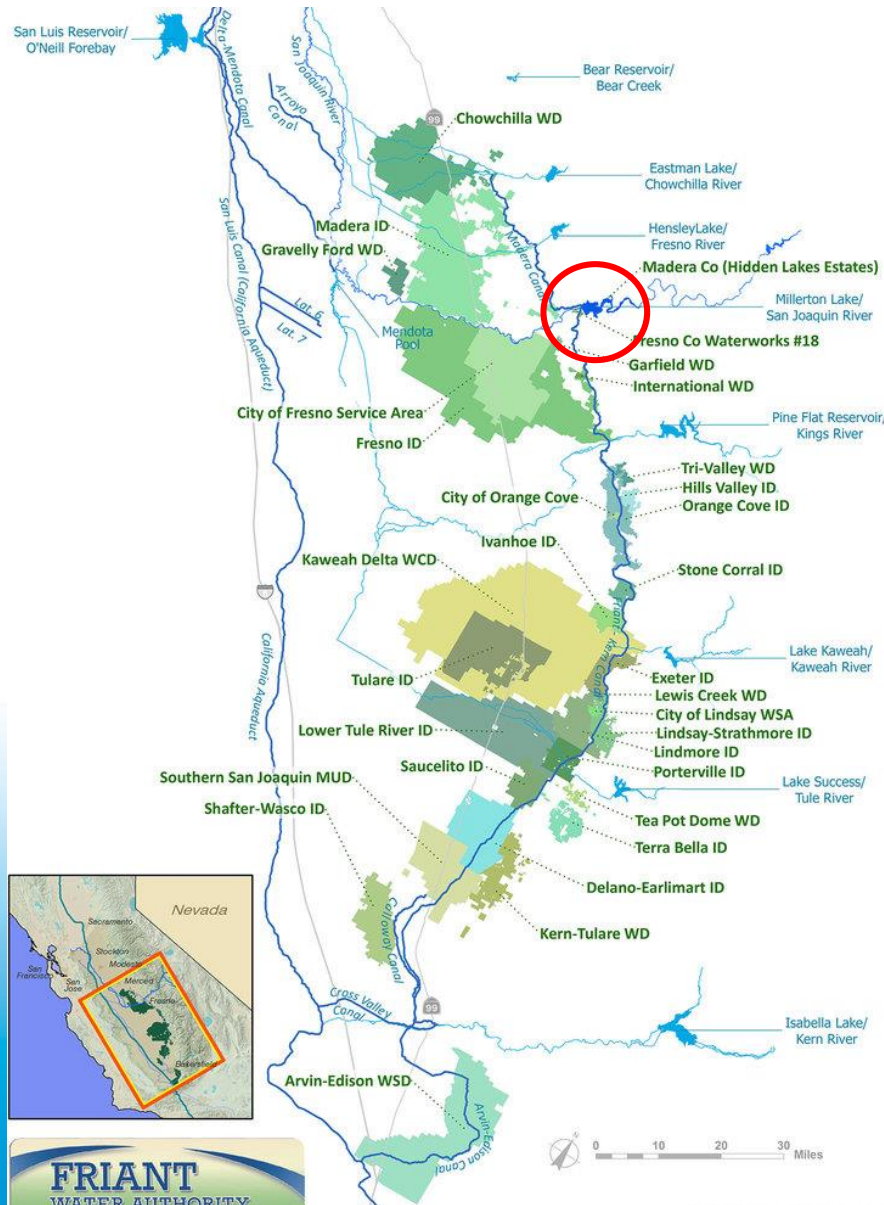 San Luis Reservoir/
O'Neill Forebay
Delta-Mendota Canal
San Joaquin River
Arroyo
Canal
99
Bear Reservoir/
Bear Creek
Chowchilla WD
Eastman Lake/
Chowchilla River
Madera ID
Gravelly Ford WD
HensleyLake/
Fresno River
Madera Canal
Madera Co (Hidden Lakes Estates)
San Luis Canal (California Aqueduct)
Lat. 6
Lat. 7
Millerton Lake/
San Joaquin River
Mendota
Pool
Fresno Co Waterworks #18
Garfield WD
International WD
City of Fresno Service Area
Fresno ID
Pine Flat Reservoir/
Kings River
Tri-Valley WD
Hills Valley ID
City of Orange Cove
Orange Cove ID
Ivanhoe ID
Kaweah Delta WCD
Stone Corral ID
Friant - Kern Canal
California Aqueduct
Lake Kaweah/
Kaweah River
Tulare ID
Exeter ID
Lewis Creek WD
City of Lindsay WSA
Lower Tule River ID
Lindsay-Strathmore ID
Lindmore ID
Saucelito ID
Porterville ID
Southern San Joaquin MUD
Lake Success/
Tule River
Shafter-Wasco ID
Tea Pot Dome WD
Terra Bella ID
Delano-Earlimart ID
Calloway Canal
Kern-Tulare WD
Nevada
Sacramento
Stockton
Modesto
San
Francisco
San
Jose
Merced
Fresno
Bakersfield
Cross Valley
Canal
99
Isabella Lake/
Kern River
Arvin-Edison WSD
Arvin-Edison Canal
N
0 10 20 30 Miles
FRIANT
WATER AUTHORITY